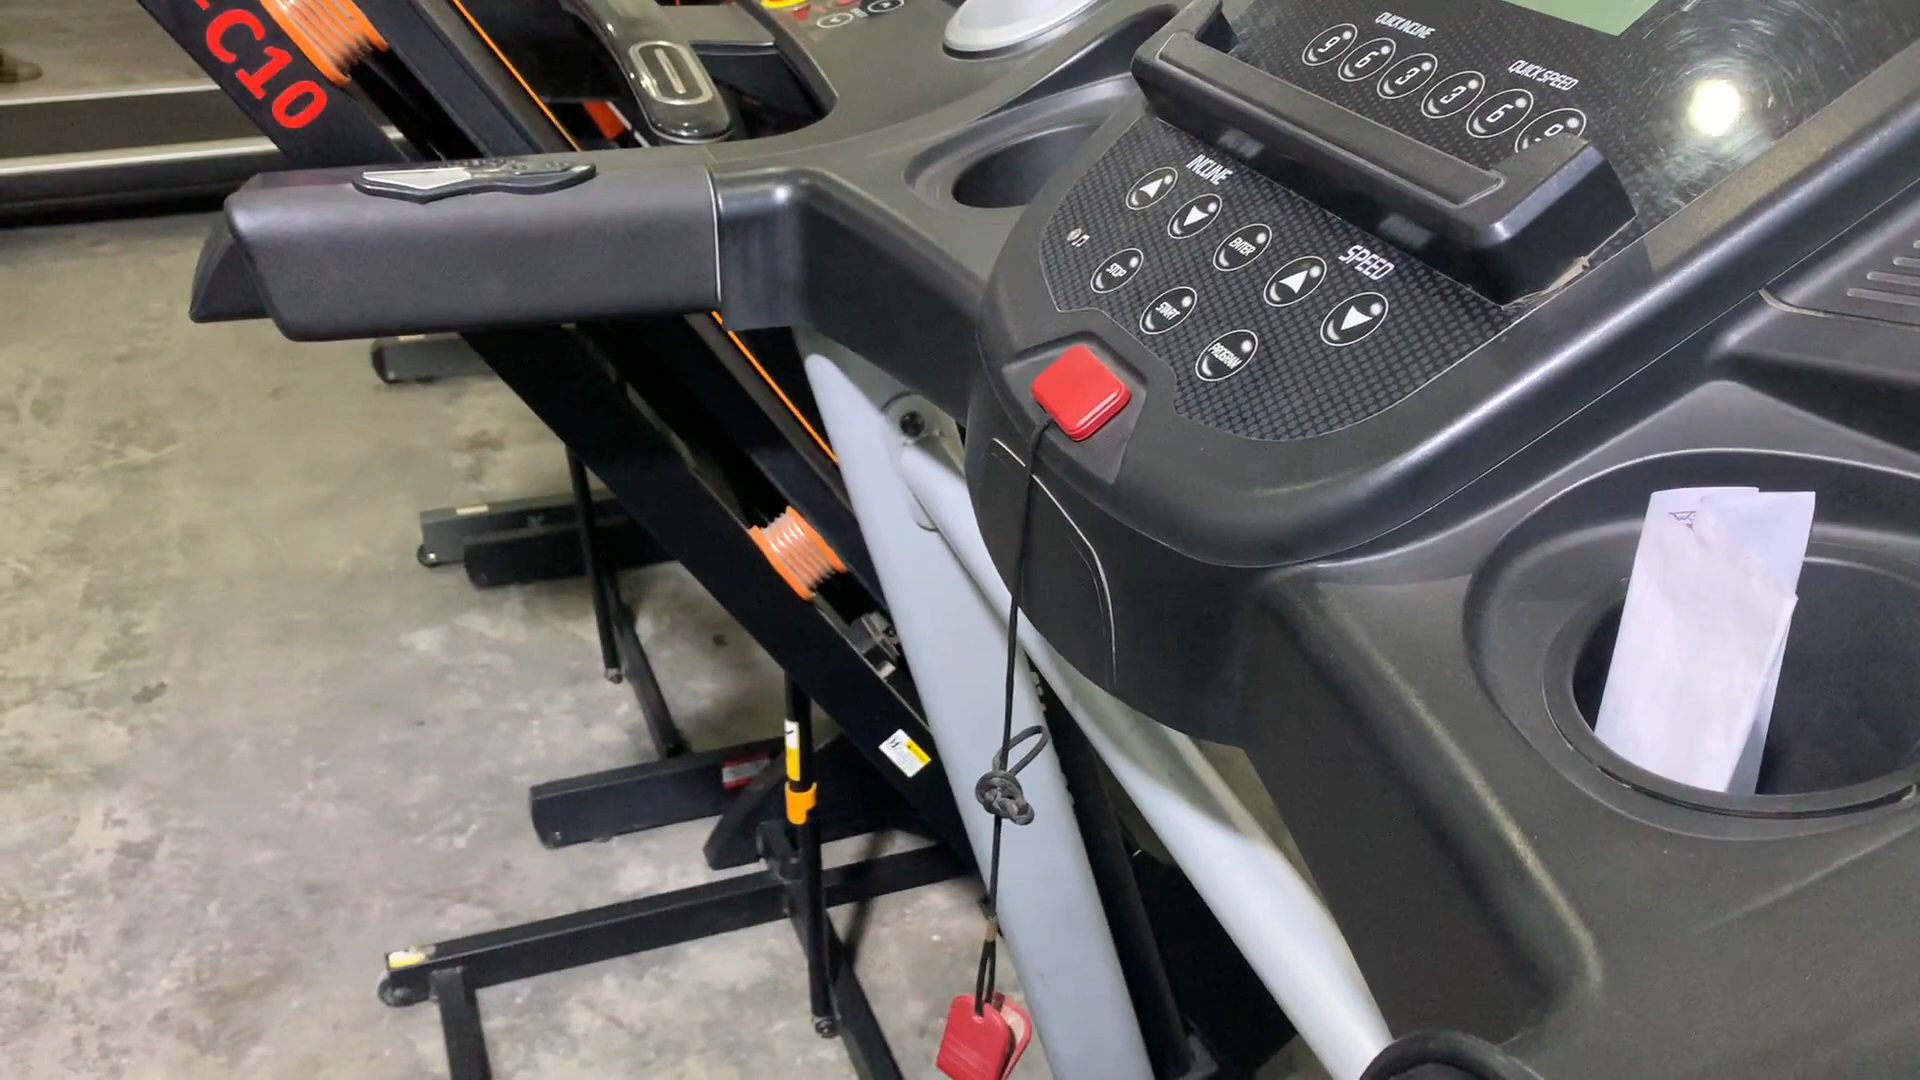 C10
QUICK INCLINE
9 6 3 3 6 9
QUICK SPEED
INCLINE
ENTER
SPEED
STOP
START
PROGRAM